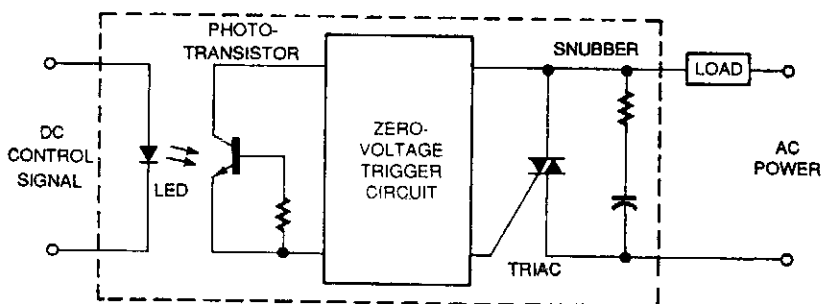 PHOTO-
TRANSISTOR
SNUBBER
LOAD
DC
CONTROL
SIGNAL
LED
ZERO-
VOLTAGE
TRIGGER
CIRCUIT
AC
POWER
TRIAC